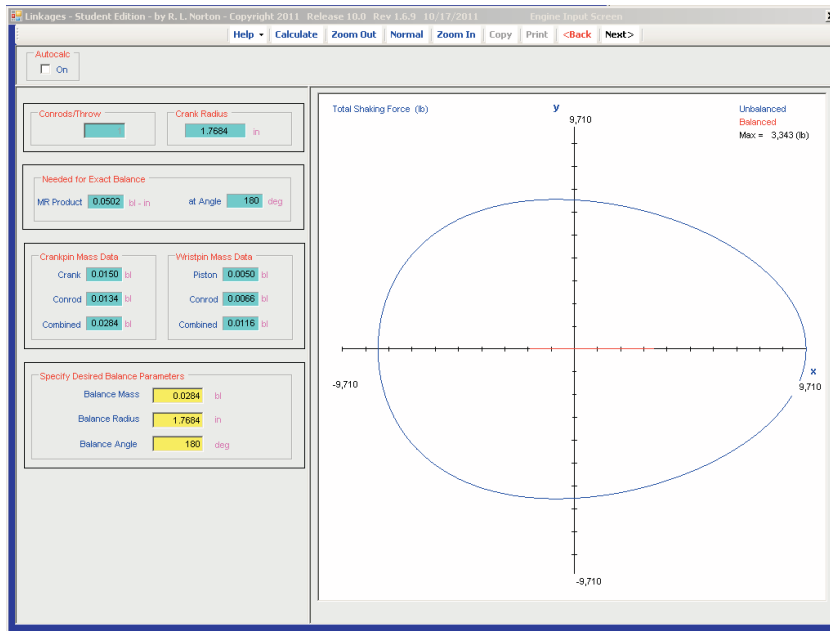 Linkages - Student Edition - by R. L. Norton - Copyright 2011 Release 10.0 Rev 1.6.9 10/17/2011 Engine Input Screen
Help Calculate Zoom Out Normal Zoom In Copy Print <Back Next>
Autocalc
On
Conrods/Throw
Crank Radius
1.7684 in
Needed for Exact Balance
MR Product 0.0502 bl - in at Angle 180 deg
Crankpin Mass Data
Crank 0.0150 bl
Conrod 0.0134 bl
Combined 0.0284 bl
Wristpin Mass Data
Piston 0.0050 bl
Conrod 0.0066 bl
Combined 0.0116 bl
Specify Desired Balance Parameters
Balance Mass 0.0284 bl
Balance Radius 1.7684 in
Balance Angle 180 deg
Total Shaking Force (lb)
y
9,710
Unbalanced
Balanced
Max = 3,343 (lb)
-9,710
x
9,710
-9,710